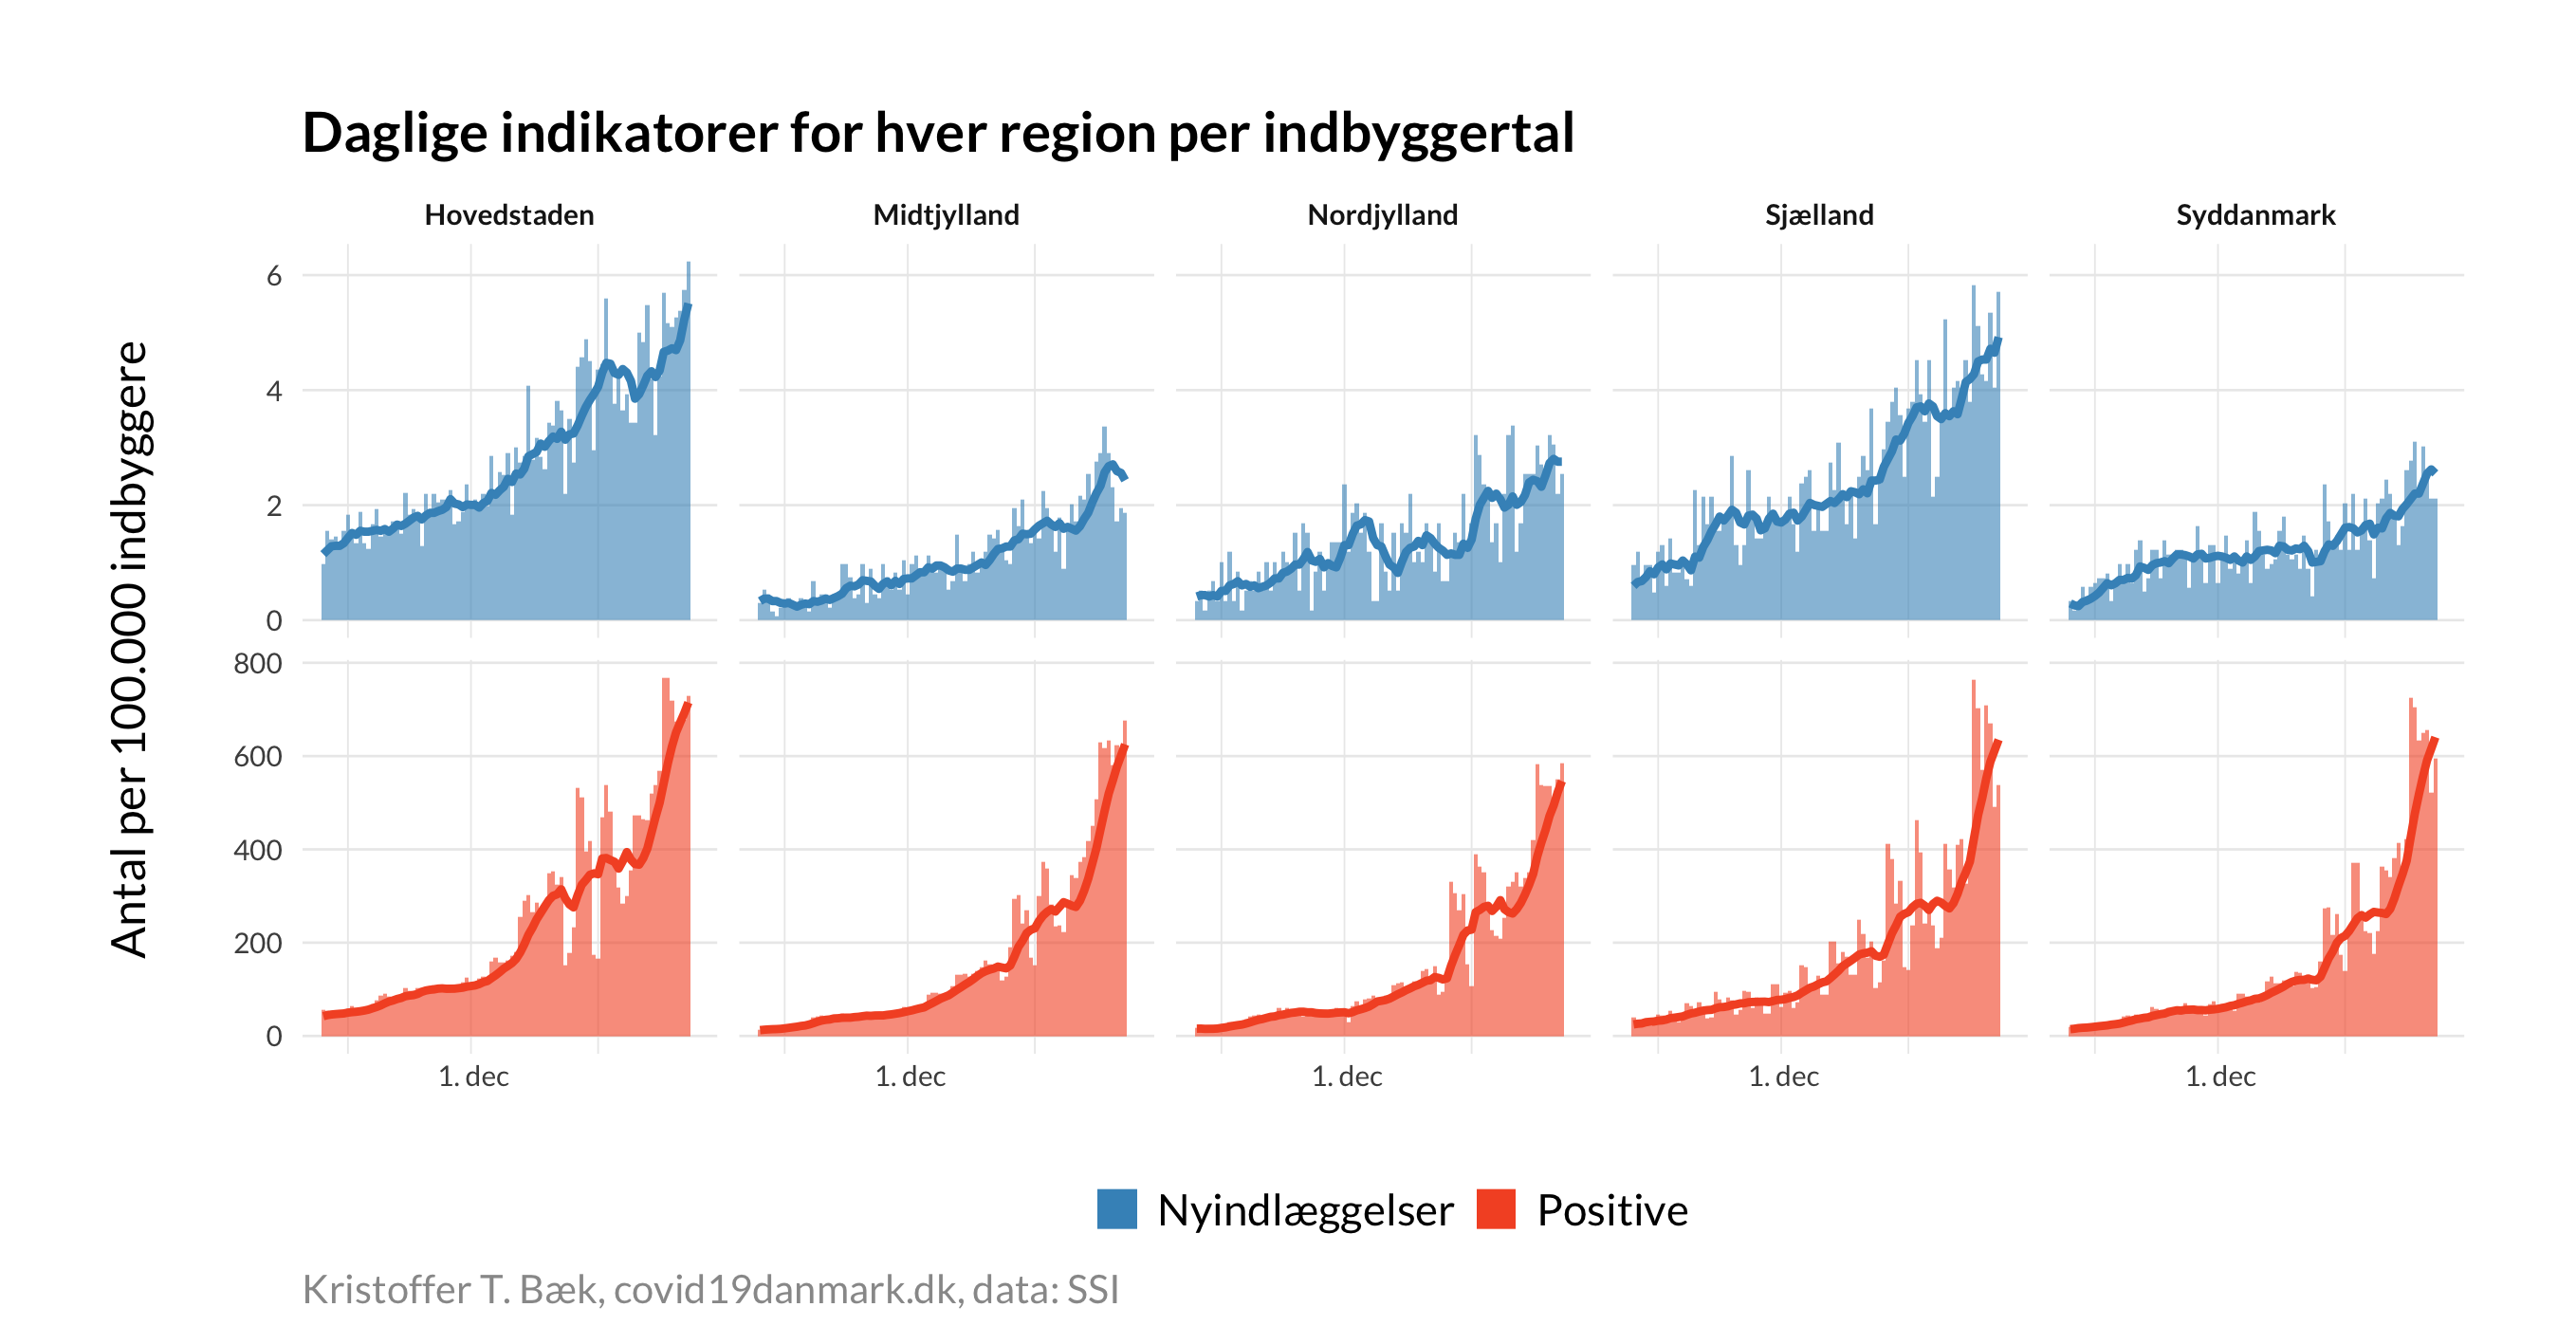 Daglige indikatorer for hver region per indbyggertal
Hovedstaden Midtjylland Nordjylland Sjælland Syddanmark
Antal per 100.000 indbyggere
6
4
2
0
800
600
400
200
0
1. dec 1. dec 1. dec 1. dec 1. dec
Nyindlæggelser Positive
Kristoffer T. Bæk, covid19danmark.dk, data: SSI